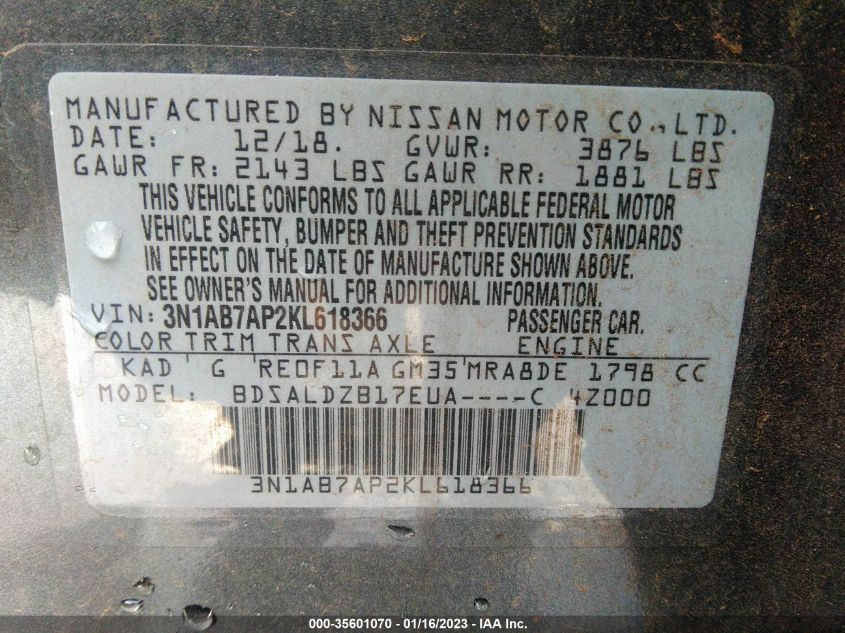 MANUFACTURED BY NISSAN MOTOR CO., LTD.
DATE: 12/18. GVWR: 3876 LBS
GAWR FR: 2143 LBS GAWR RR: 1881 LBS
THIS VEHICLE CONFORMS TO ALL APPLICABLE FEDERAL MOTOR
VEHICLE SAFETY, BUMPER AND THEFT PREVENTION STANDARDS
IN EFFECT ON THE DATE OF MANUFACTURE SHOWN ABOVE.
SEE OWNER'S MANUAL FOR ADDITIONAL INFORMATION.
VIN: 3N1AB7AP2KL618366 PASSENGER CAR.
COLOR TRIM TRANS AXLE ENGINE
KAD G RE0F11A GM35 MRA8DE 1798 CC
MODEL: BDSALDZB17EUA----C 4Z000
3N1AB7AP2KL618366
000-35601070 - 01/16/2023 - IAA Inc.